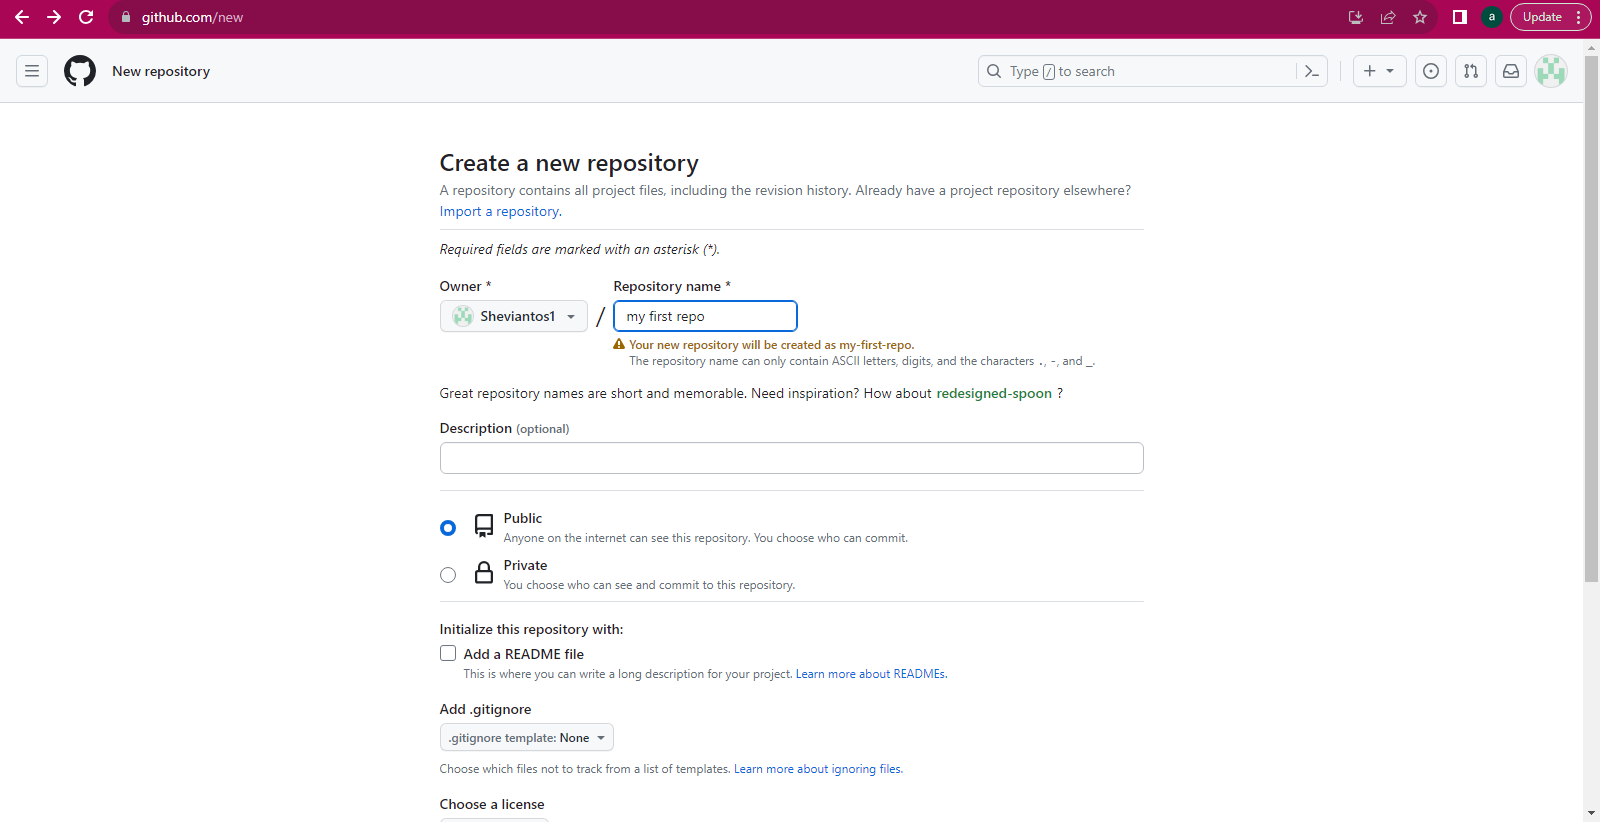 github.com/new
a
Update
New repository
Type / to search
Create a new repository
A repository contains all project files, including the revision history. Already have a project repository elsewhere?
Import a repository.
Required fields are marked with an asterisk (*).
Owner *
Repository name *
Sheviantos1
/
my first repo
Your new repository will be created as my-first-repo.
The repository name can only contain ASCII letters, digits, and the characters ., -, and _.
Great repository names are short and memorable. Need inspiration? How about redesigned-spoon ?
Description (optional)
Public
Anyone on the internet can see this repository. You choose who can commit.
Private
You choose who can see and commit to this repository.
Initialize this repository with:
Add a README file
This is where you can write a long description for your project. Learn more about READMEs.
Add .gitignore
.gitignore template: None
Choose which files not to track from a list of templates. Learn more about ignoring files.
Choose a license